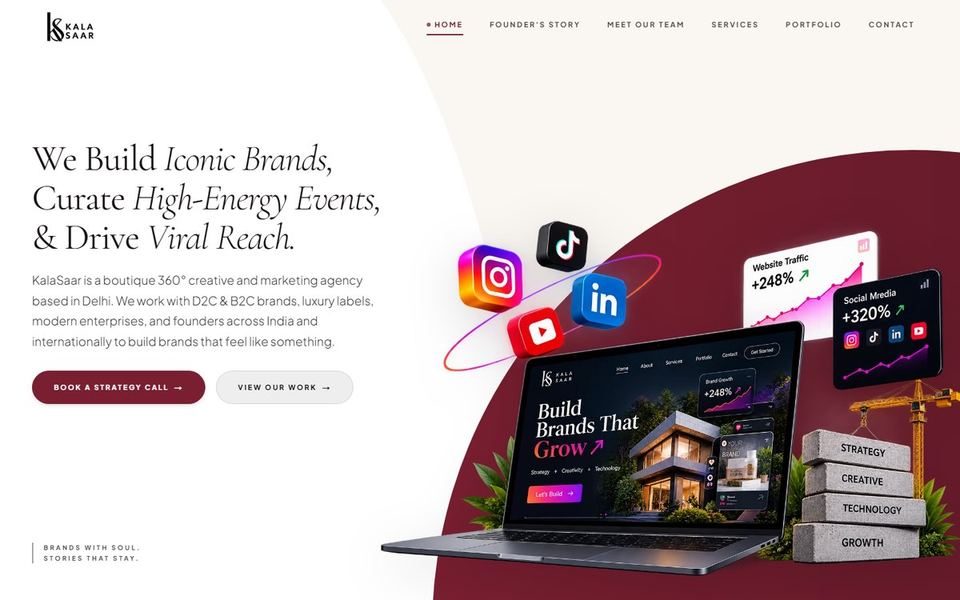 KALA
SAAR
HOME
FOUNDER'S STORY
MEET OUR TEAM
SERVICES
PORTFOLIO
CONTACT
We Build Iconic Brands,
Curate High-Energy Events,
& Drive Viral Reach.
KalaSaar is a boutique 360° creative and marketing agency
based in Delhi. We work with D2C & B2C brands, luxury labels,
modern enterprises, and founders across India and
internationally to build brands that feel like something.
BOOK A STRATEGY CALL →
VIEW OUR WORK →
BRANDS WITH SOUL.
STORIES THAT STAY.
in
Website Traffic
+248% ↗
Social Media
+320% ↗
in
KALA
SAAR
Home
About
Services
Portfolio
Contact
Get Started
Build
Brands That
Grow ↗
Strategy + Creativity + Technology
Let's Build →
Brand Growth
+248%
YOUR
BRAND
STRATEGY
CREATIVE
TECHNOLOGY
GROWTH